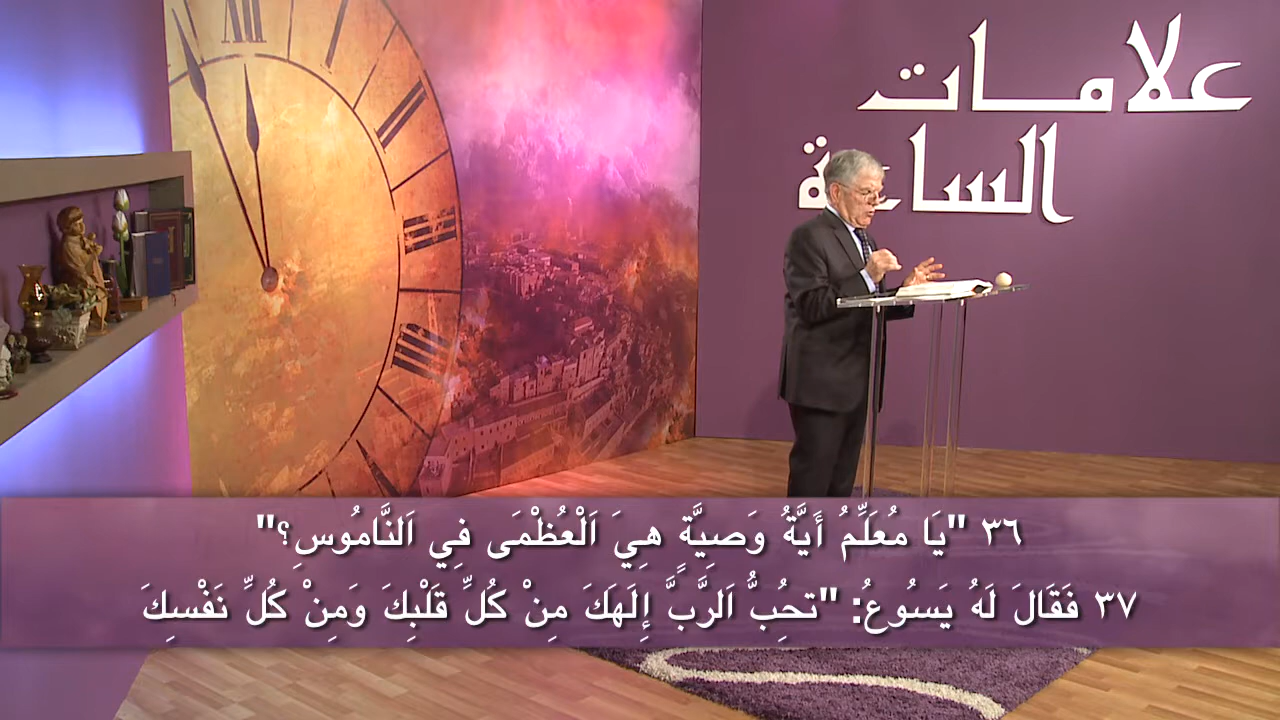 علامات
الساعة
٣٦ "يَا مُعَلِّمُ أَيَّةُ وَصِيَّةٍ هِيَ اَلْعُظْمَى فِي اَلنَّامُوسِ؟"
٣٧ فَقَالَ لَهُ يَسُوعُ: "تحُِبُّ اَلرَّبَّ إِلَهَكَ مِنْ كُلِّ قَلْبِكَ وَمِنْ كُلِّ نَفْسِكَ